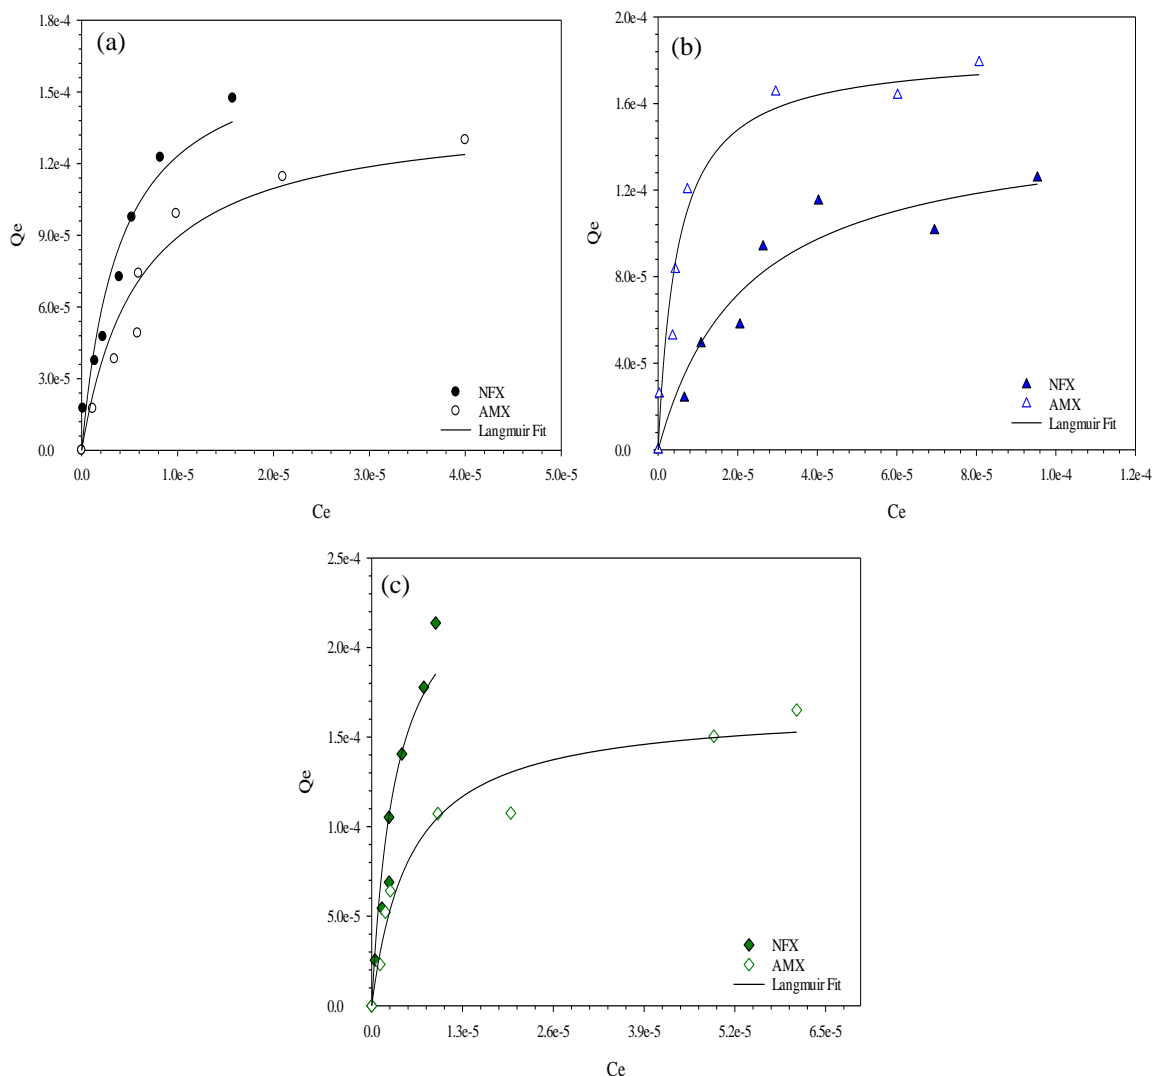 (a)
1.8e-4
1.5e-4
1.2e-4
9.0e-5
6.0e-5
3.0e-5
0.0
Qe
NFX
AMX
Langmuir Fit
0.0 1.0e-5 2.0e-5 3.0e-5 4.0e-5 5.0e-5
Ce
(b)
2.0e-4
1.6e-4
1.2e-4
8.0e-5
4.0e-5
0.0
Qe
NFX
AMX
Langmuir Fit
0.0 2.0e-5 4.0e-5 6.0e-5 8.0e-5 1.0e-4 1.2e-4
Ce
(c)
2.5e-4
2.0e-4
1.5e-4
1.0e-4
5.0e-5
0.0
Qe
NFX
AMX
Langmuir Fit
0.0 1.3e-5 2.6e-5 3.9e-5 5.2e-5 6.5e-5
Ce